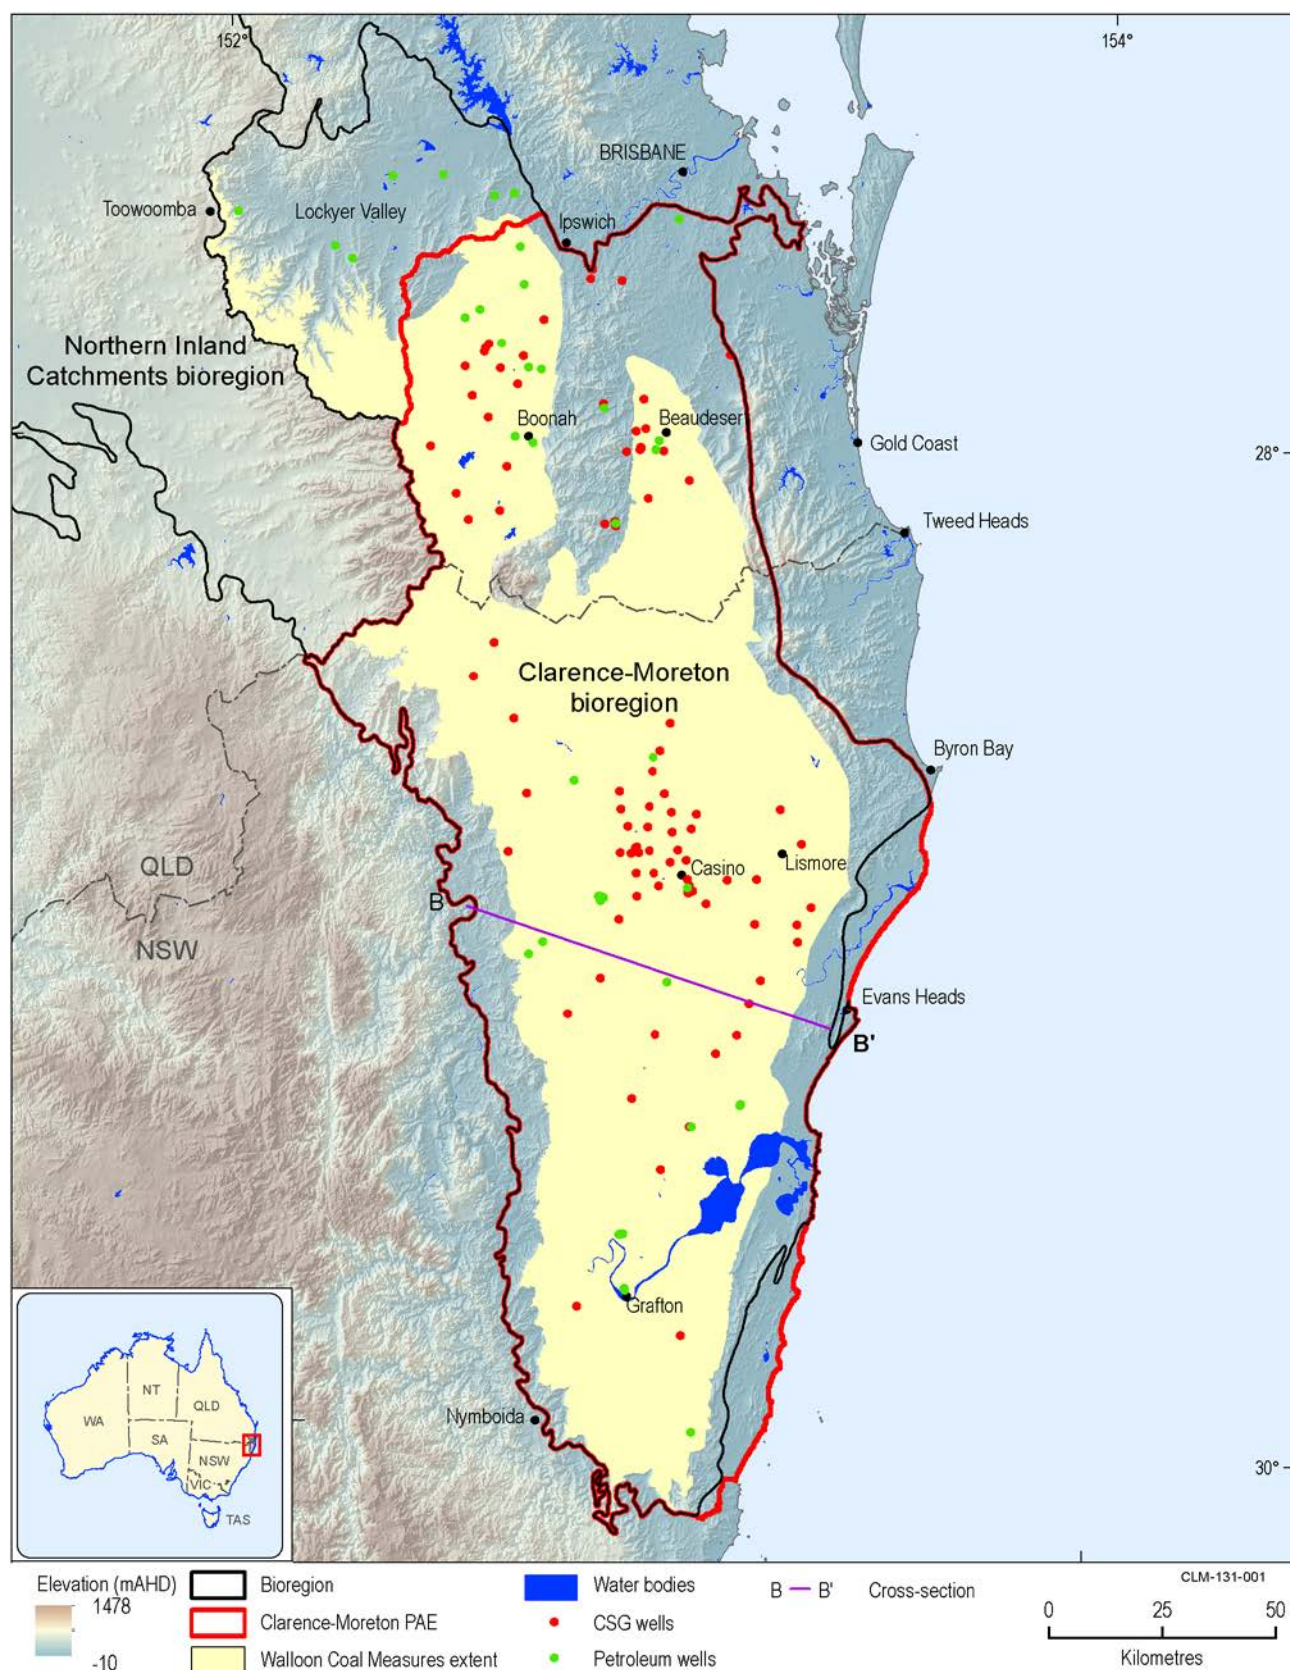 152°
154°
BRISBANE
Toowoomba
Lockyer Valley
Ipswich
Northern Inland
Catchments bioregion
Boonah
Beaudesert
Gold Coast
28°
Tweed Heads
Clarence-Moreton
bioregion
Byron Bay
QLD
Casino
Lismore
B
NSW
Evans Heads
B'
Grafton
Nymboida
30°
NT
QLD
WA
SA
NSW
VIC
TAS
CLM-131-001
Elevation (mAHD)
1478
-10
Bioregion
Clarence-Moreton PAE
Walloon Coal Measures extent
Water bodies
CSG wells
Petroleum wells
B — B' Cross-section
0 25 50
Kilometres